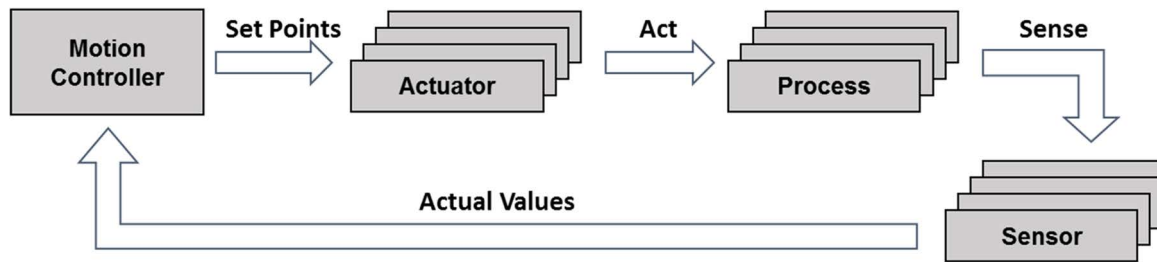 Motion
Controller
Set Points
Actuator
Act
Process
Sense
Sensor
Actual Values